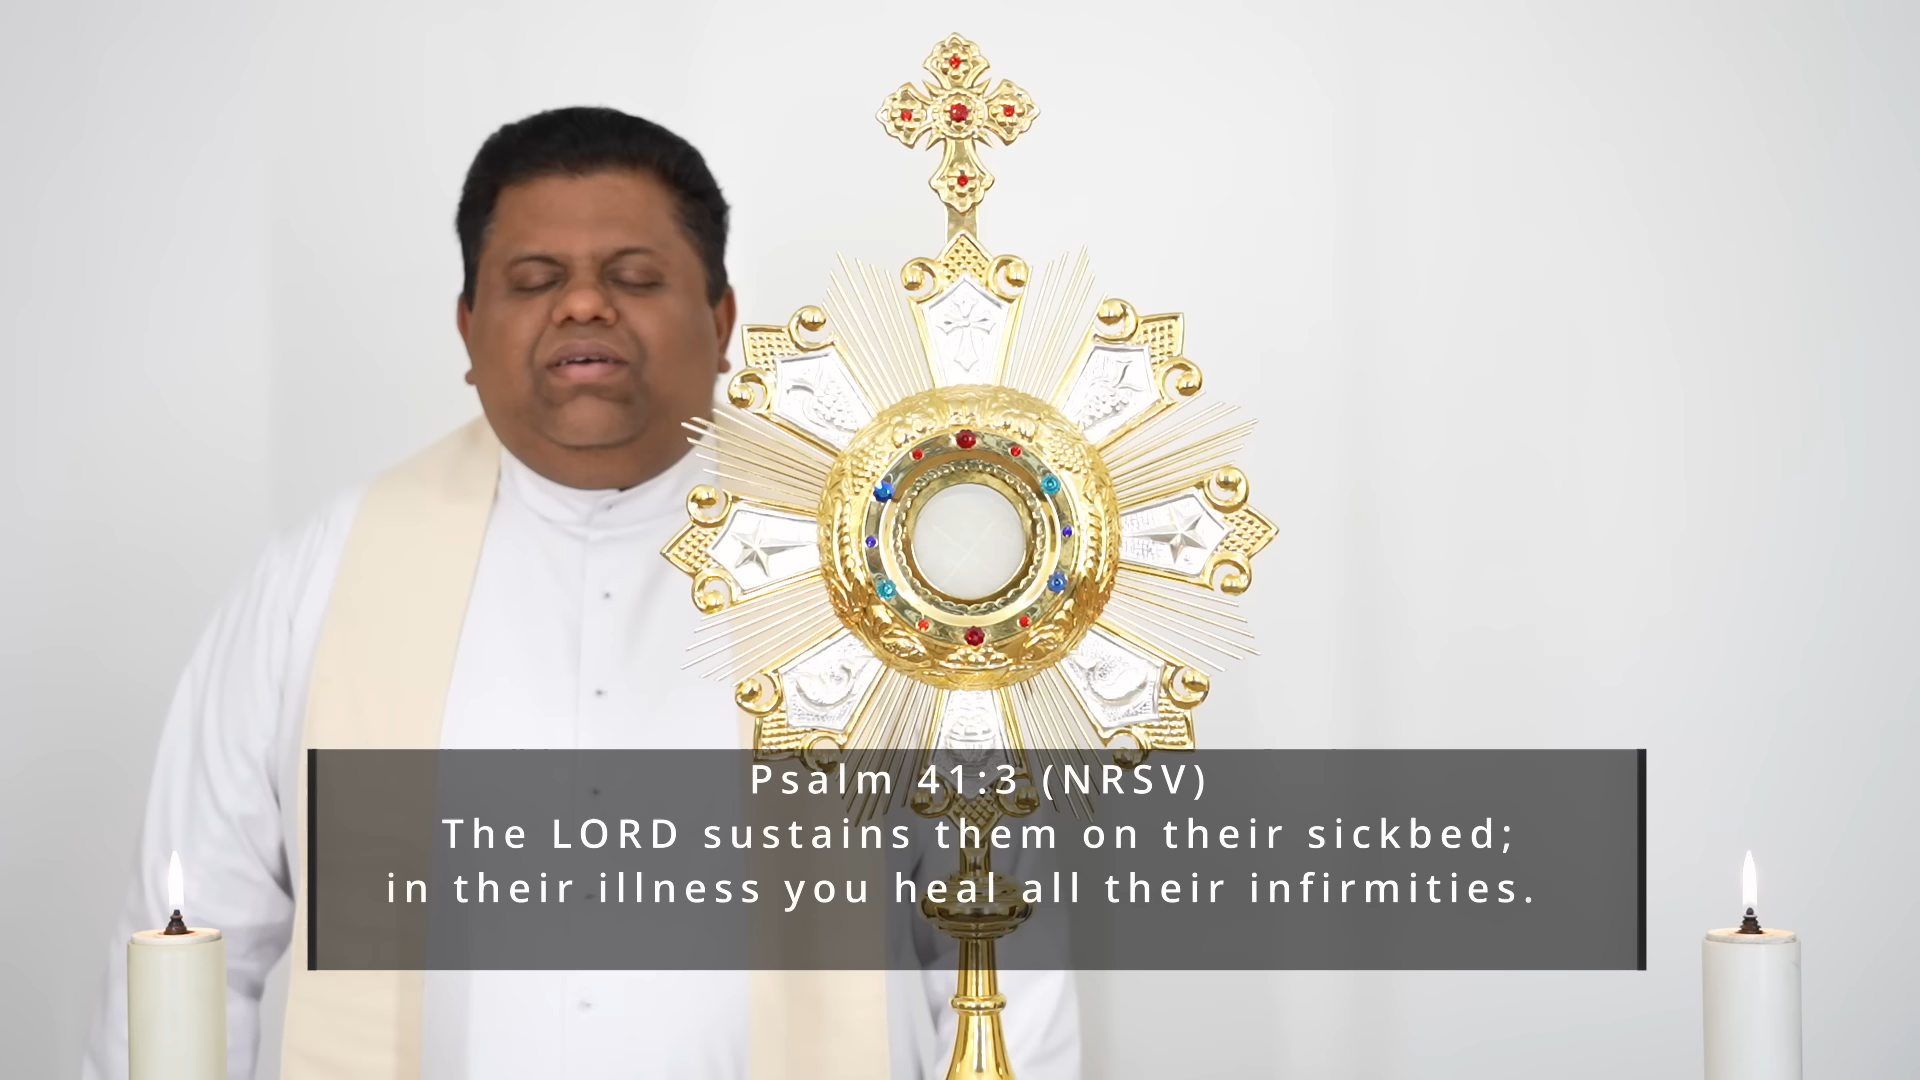 Psalm 41:3 (NRSV)
The LORD sustains them on their sickbed;
in their illness you heal all their infirmities.